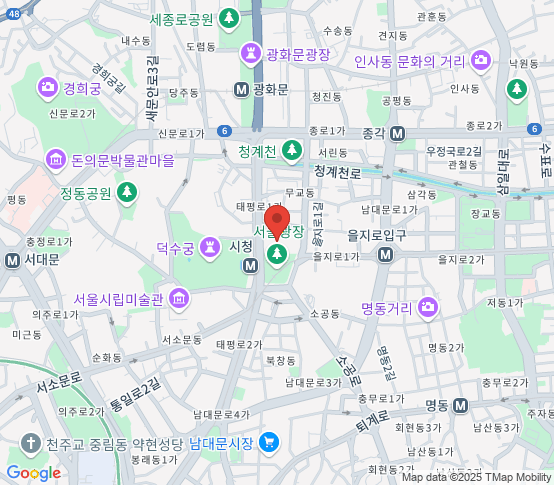 48
세종로공원
수송동
관훈동
내수동
도렴동
견지동
광화문광장
인사동 문화의 거리
낙원동
경희궁길
경희궁
새문안로3길
당주동
M
광화문
청진동
인사동
공평동
신문로2가
신문로1가
6
종로1가
종각
M
종로2가
6
수표로
돈의문박물관마을
청계천
서린동
우정국로2길
관철동
삼일대로
청계천로
정동공원
무교동
삼각동
평동
태평로1가
을지로1길
남대문로1가
장교동
충정로1가
서울광장
덕수궁
시청
을지로입구
M
서대문
M
을지로1가
M
을지로2가
서울시립미술관
명동거리
저동1가
의주로1가
소공동
미근동
서소문동
순화동
태평로2가
명동2가
북창동
소공로
명동2길
서소문로
통일로2길
남대문로3가
충무로2가
의주로2가
남대문로4가
충무로1가
명동
M
퇴계로
주자동
천주교 중림동 약현성당
남대문시장
회현동3가
남산동1가
봉래동1가
회현동2가
남산동3가
남산동2가
Google
Map data ©2025 TMap Mobility